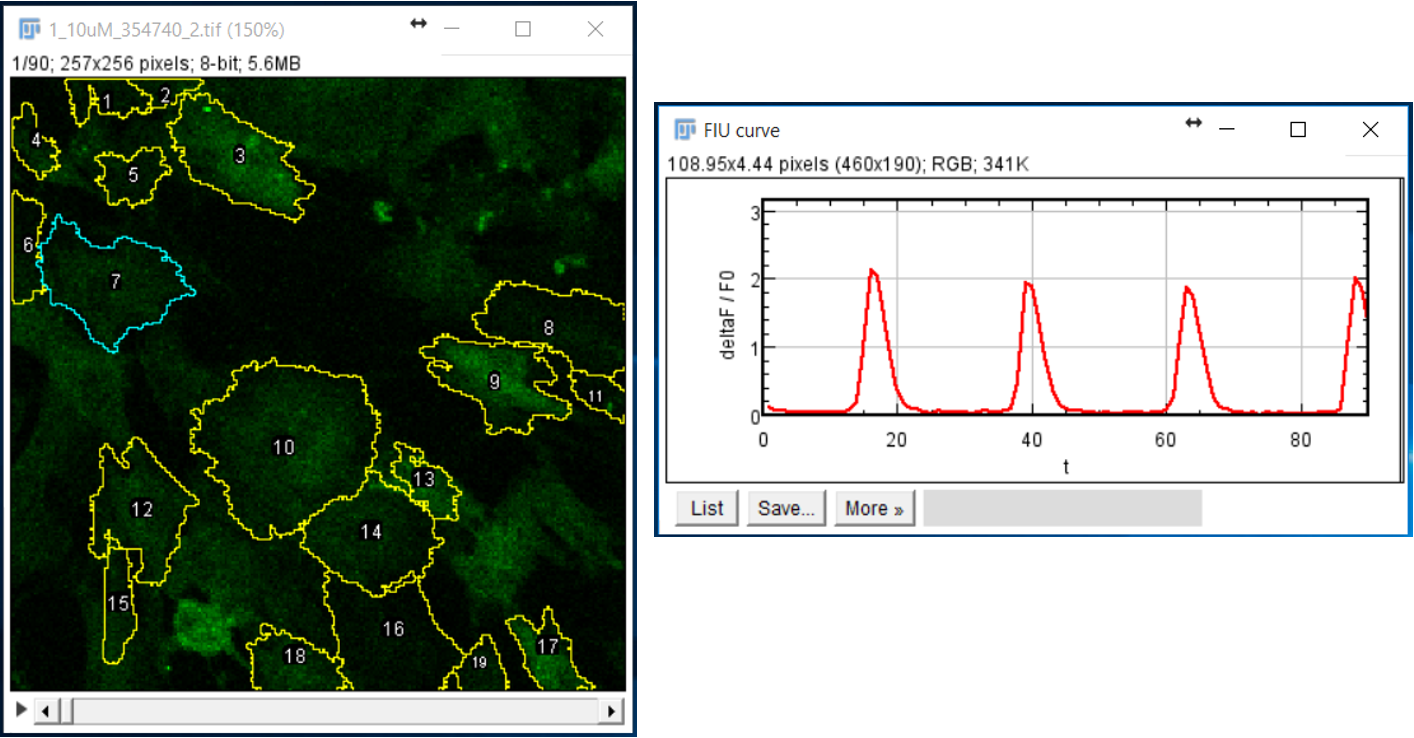 1_10uM_354740_2.tif (150%)
1/90; 257x256 pixels; 8-bit; 5.6MB
1
2
3
4
5
6
7
8
9
10
11
12
13
14
15
16
17
18
19
FIU curve
108.95x4.44 pixels (460x190); RGB; 341K
3
2
1
0
deltaF / F0
0 20 40 60 80
t
List Save... More »